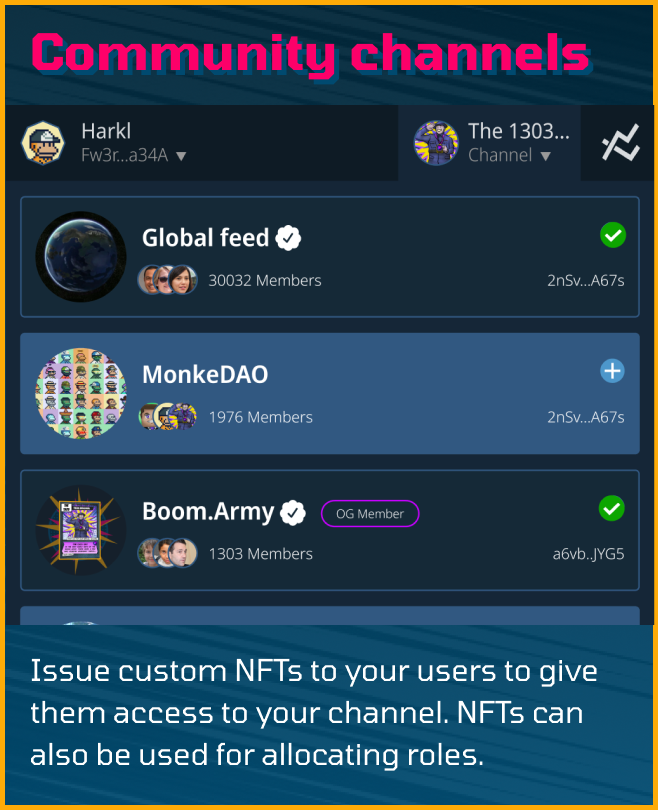 Community channels
Harkl
Fw3r...a34A ▼
The 1303...
Channel ▼
Global feed
30032 Members
2nSv...A67s
MonkeDAO
1976 Members
2nSv...A67s
Boom.Army
OG Member
1303 Members
a6vb..JYG5
Issue custom NFTs to your users to give
them access to your channel. NFTs can
also be used for allocating roles.